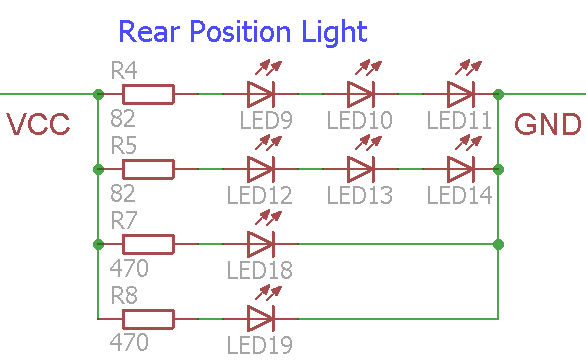 Rear Position Light
R4
VCC
82
LED9
LED10
LED11
GND
R5
82
LED12
LED13
LED14
R7
470
LED18
R8
470
LED19